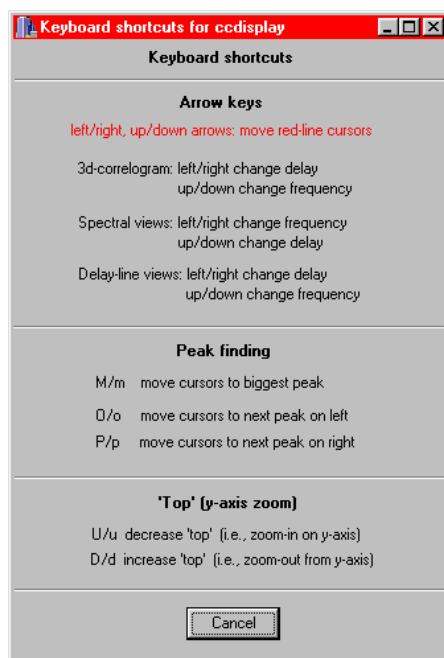 Keyboard shortcuts for ccdisplay
Keyboard shortcuts
Arrow keys
left/right, up/down arrows: move red-line cursors
3d-correlogram: left/right change delay
up/down change frequency
Spectral views: left/right change frequency
up/down change delay
Delay-line views: left/right change delay
up/down change frequency
Peak finding
M/m move cursors to biggest peak
O/o move cursors to next peak on left
P/p move cursors to next peak on right
'Top' (y-axis zoom)
U/u decrease 'top' (i.e., zoom-in on y-axis)
D/d increase 'top' (i.e., zoom-out from y-axis)
Cancel